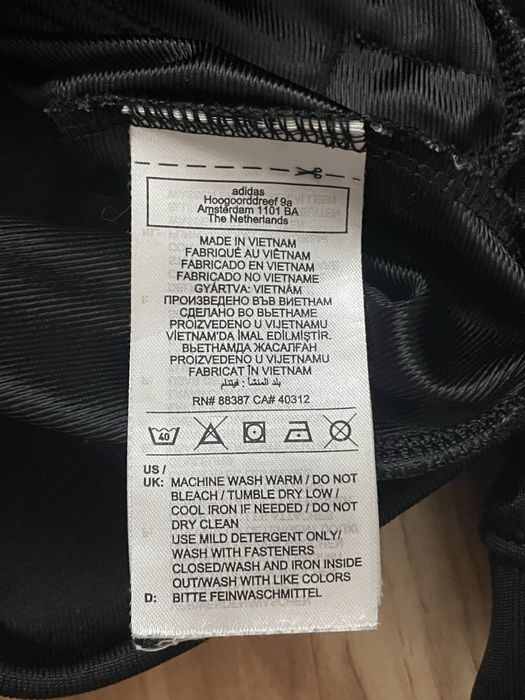 adidas
Hoogoorddreef 9a
Amsterdam 1101 BA
The Netherlands
MADE IN VIETNAM
FABRIQUÉ AU VIÊTNAM
FABRICADO EN VIETNAM
FABRICADO NO VIETNAME
GYÁRTVA: VIETNÁM
ПРОИЗВЕДЕНО ВЪВ ВИЕТНАМ
СДЕЛАНО ВО ВЬЕТНАМЕ
PROIZVEDENO U VIJETNAMU
VİETNAM'DA İMAL EDİLMİŞTİR.
ВЬЕТНАМДА ЖАСАЛҒАН
PROIZVEDENO U VIJETNAMU
FABRICAT ÎN VIETNAM
بلد المنشأ : فيتنام
RN# 88387 CA# 40312
40
US /
UK: MACHINE WASH WARM / DO NOT
BLEACH / TUMBLE DRY LOW /
COOL IRON IF NEEDED / DO NOT
DRY CLEAN
USE MILD DETERGENT ONLY/
WASH WITH FASTENERS
CLOSED/WASH AND IRON INSIDE
OUT/WASH WITH LIKE COLORS
D: BITTE FEINWASCHMITTEL